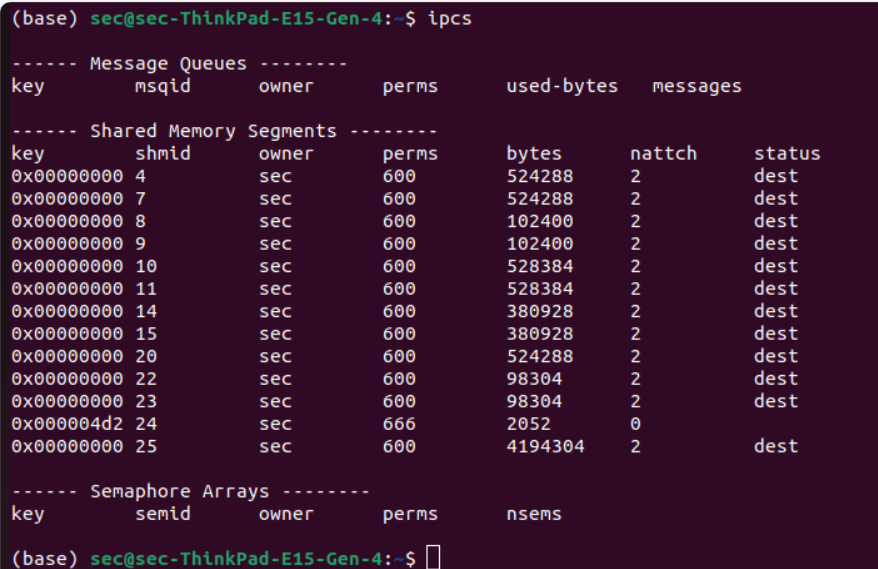 (base) sec@sec-ThinkPad-E15-Gen-4:~$ ipcs
------ Message Queues --------
key msqid owner perms used-bytes messages
------ Shared Memory Segments --------
key shmid owner perms bytes nattch status
0x00000000 4 sec 600 524288 2 dest
0x00000000 7 sec 600 524288 2 dest
0x00000000 8 sec 600 102400 2 dest
0x00000000 9 sec 600 102400 2 dest
0x00000000 10 sec 600 528384 2 dest
0x00000000 11 sec 600 528384 2 dest
0x00000000 14 sec 600 380928 2 dest
0x00000000 15 sec 600 380928 2 dest
0x00000000 20 sec 600 524288 2 dest
0x00000000 22 sec 600 98304 2 dest
0x00000000 23 sec 600 98304 2 dest
0x000004d2 24 sec 666 2052 0
0x00000000 25 sec 600 4194304 2 dest
------ Semaphore Arrays --------
key semid owner perms nsems
(base) sec@sec-ThinkPad-E15-Gen-4:~$